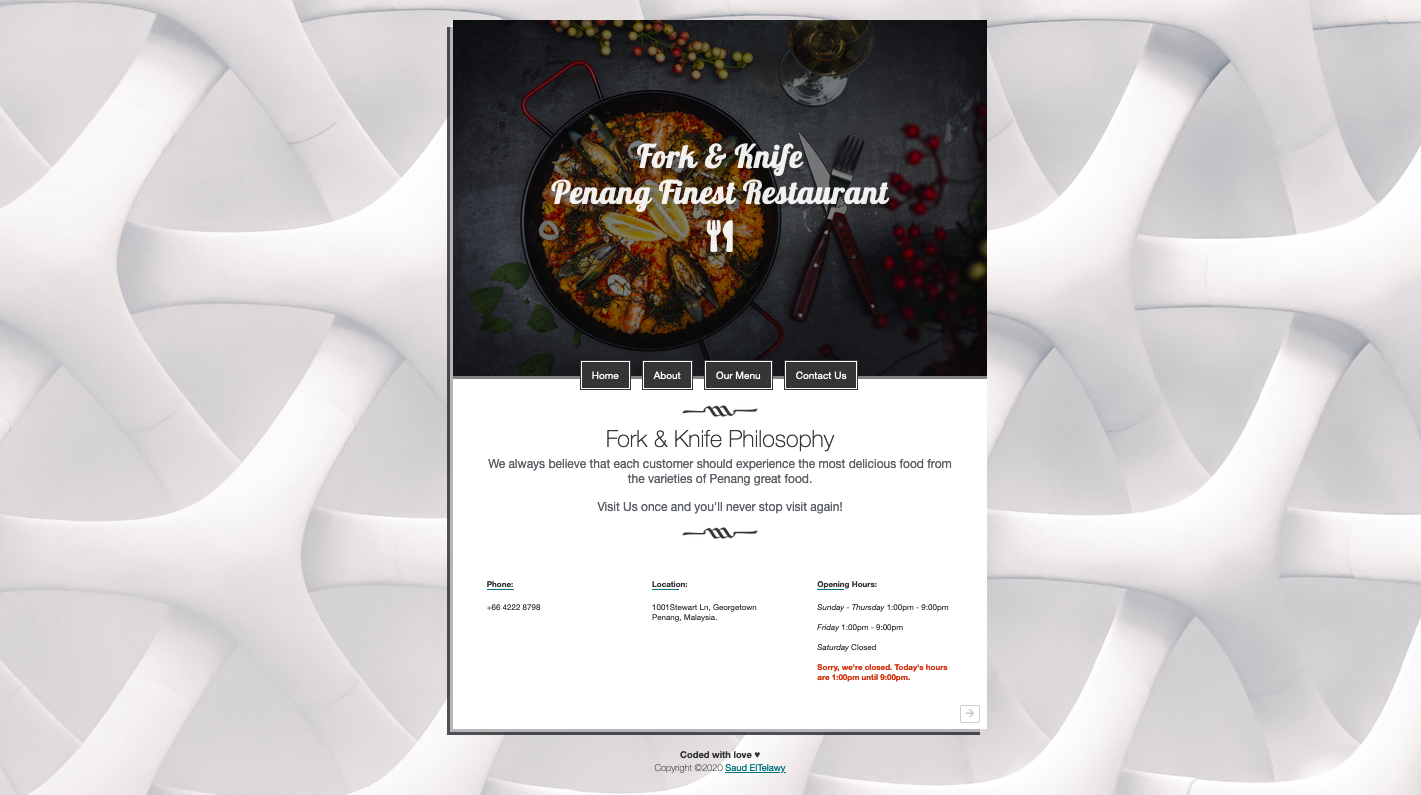 Fork & Knife
Penang Finest Restaurant
Home
About
Our Menu
Contact Us
Fork & Knife Philosophy
We always believe that each customer should experience the most delicious food from
the varieties of Penang great food.
Visit Us once and you'll never stop visit again!
Phone:
+66 4222 8798
Location:
1001Stewart Ln, Georgetown
Penang, Malaysia.
Opening Hours:
Sunday - Thursday 1:00pm - 9:00pm
Friday 1:00pm - 9:00pm
Saturday Closed
Sorry, we're closed. Today's hours
are 1:00pm until 9:00pm.
Coded with love ♥
Copyright ©2020 Saud ElTelawy